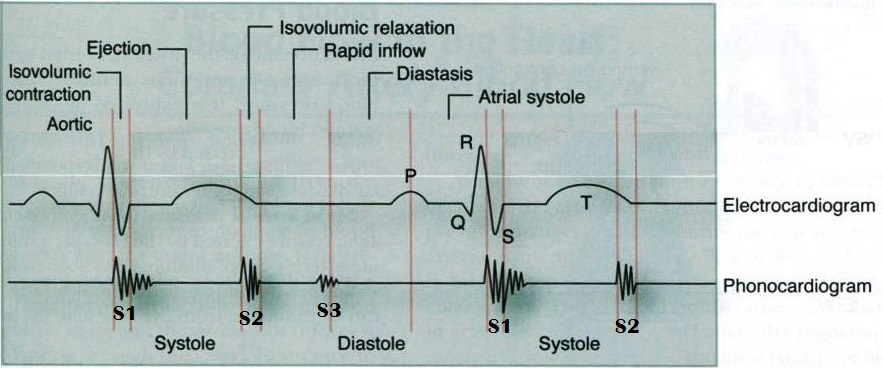 Isovolumic relaxation
Ejection
Rapid inflow
Isovolumic
contraction
Diastasis
Atrial systole
Aortic
R
P
Q
S
T
Electrocardiogram
Phonocardiogram
S1
S2
S3
S1
S2
Systole
Diastole
Systole